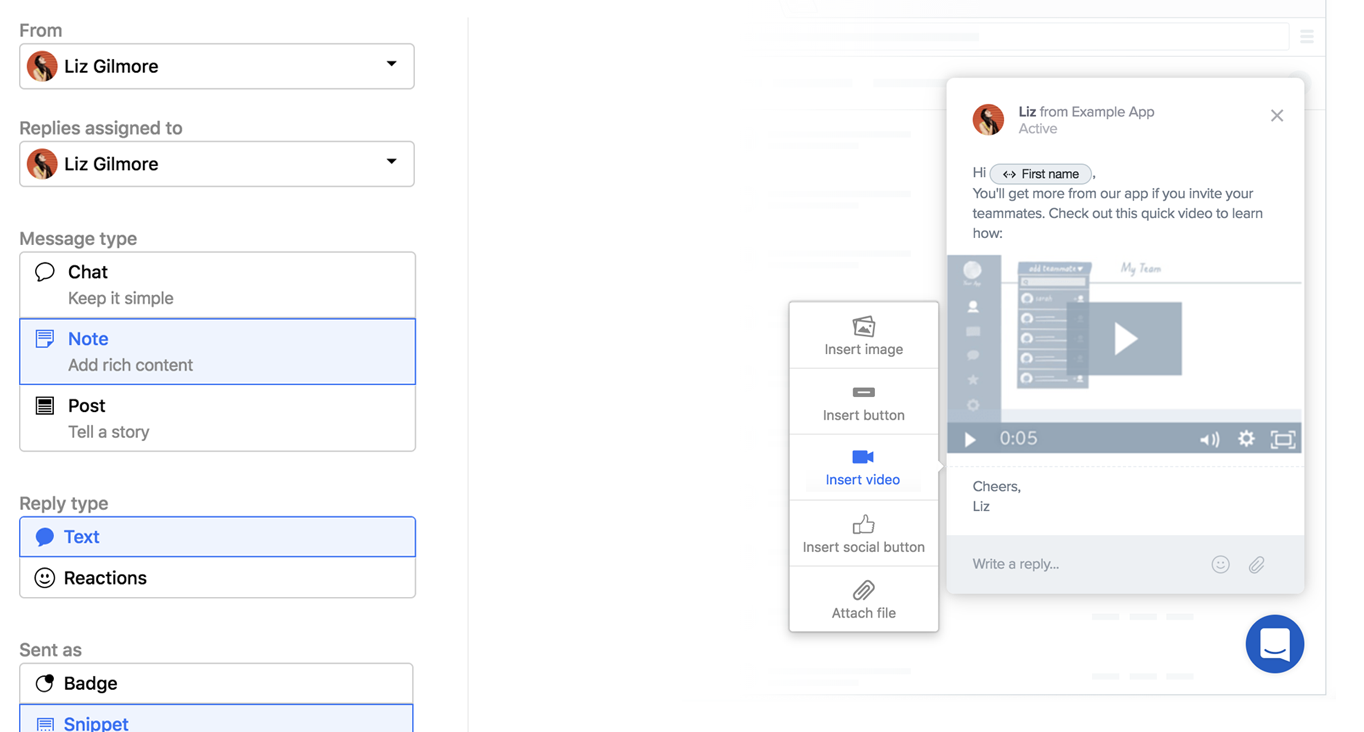 From
Liz Gilmore
Replies assigned to
Liz Gilmore
Message type
Chat
Keep it simple
Note
Add rich content
Post
Tell a story
Reply type
Text
Reactions
Sent as
Badge
Snippet
Insert image
Insert button
Insert video
Insert social button
Attach file
Liz from Example App
Active
Hi First name,
You'll get more from our app if you invite your
teammates. Check out this quick video to learn
how:
add teammate
My Team
sarah
0:05
Cheers,
Liz
Write a reply...